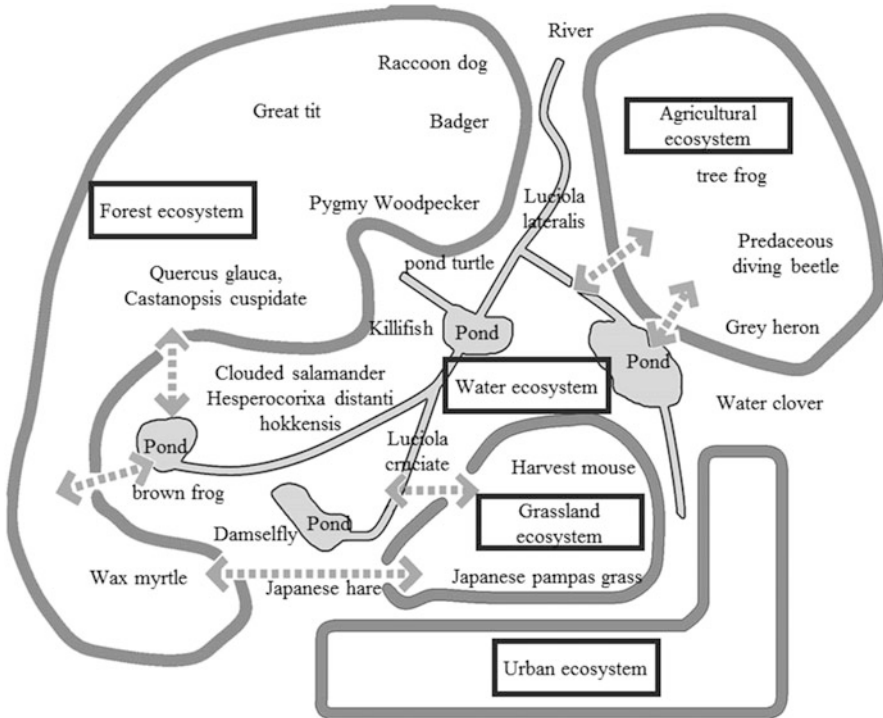 River
Raccoon dog
Great tit
Badger
Agricultural
ecosystem
tree frog
Forest ecosystem
Pygmy Woodpecker
Luciola
lateralis
Predaceous
diving beetle
pond turtle
Quercus glauca,
Castanopsis cuspidate
Killifish
Pond
Grey heron
Pond
Clouded salamander
Hesperocorixa distanti
hokkensis
Water ecosystem
Water clover
Pond
Luciola
crnciate
brown frog
Harvest mouse
Grassland
ecosystem
Damselfly
Pond
Wax myrtle
Japanese hare
Japanese pampas grass
Urban ecosystem